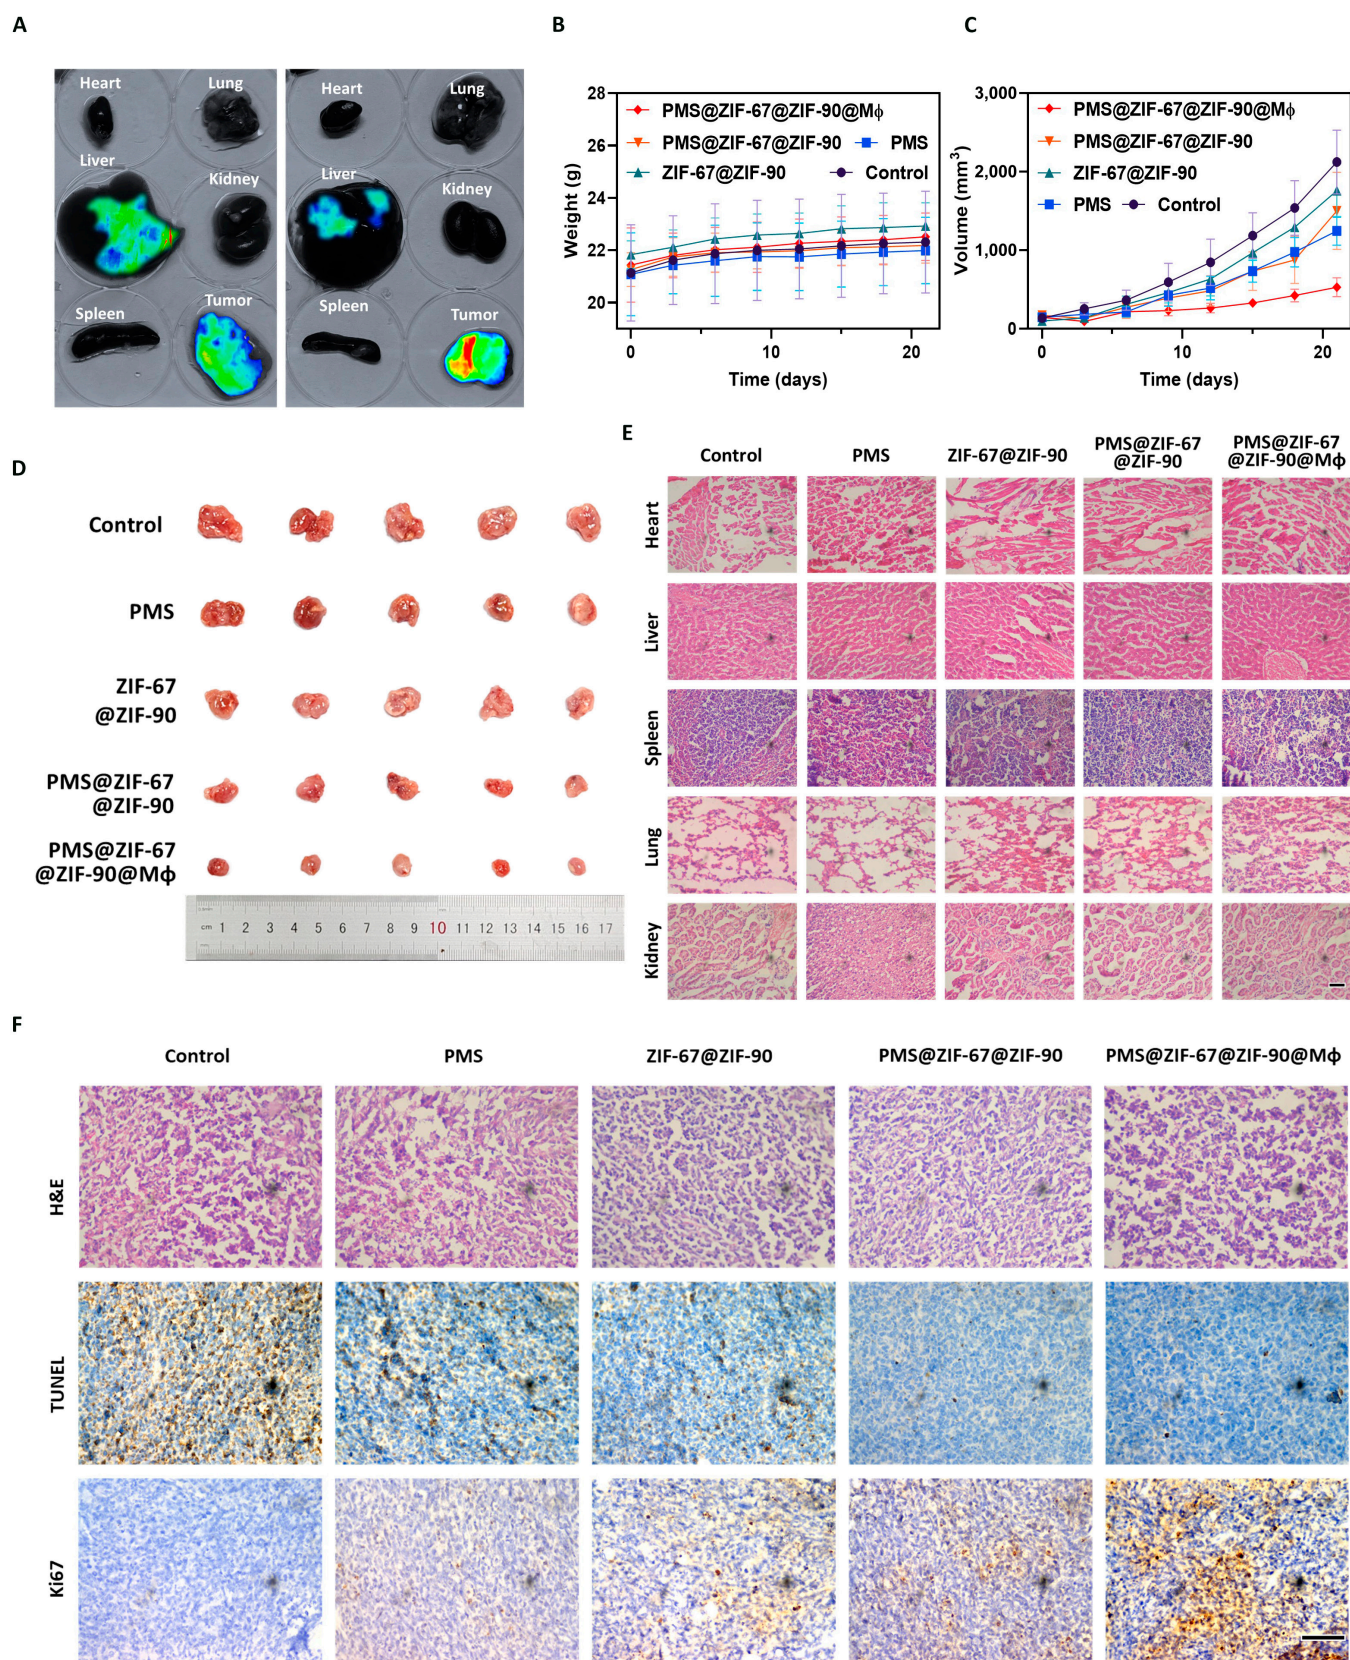 A
Heart
Lung
Liver
Kidney
Spleen
Tumor
Heart
Lung
Liver
Kidney
Spleen
Tumor
B
28
26
24
22
20
Weight (g)
PMS@ZIF-67@ZIF-90@Mϕ
PMS@ZIF-67@ZIF-90
PMS
ZIF-67@ZIF-90
Control
0
10
20
Time (days)
C
3,000
2,000
1,000
0
Volume (mm³)
PMS@ZIF-67@ZIF-90@Mϕ
PMS@ZIF-67@ZIF-90
ZIF-67@ZIF-90
PMS
Control
0
10
20
Time (days)
D
Control
PMS
ZIF-67
@ZIF-90
PMS@ZIF-67
@ZIF-90
PMS@ZIF-67
@ZIF-90@Mϕ
cm 1 2 3 4 5 6 7 8 9 10 11 12 13 14 15 16 17
E
Control
PMS
ZIF-67@ZIF-90
PMS@ZIF-67
@ZIF-90
PMS@ZIF-67
@ZIF-90@Mϕ
Heart
Liver
Spleen
Lung
Kidney
F
Control
PMS
ZIF-67@ZIF-90
PMS@ZIF-67@ZIF-90
PMS@ZIF-67@ZIF-90@Mϕ
H&E
TUNEL
Ki67